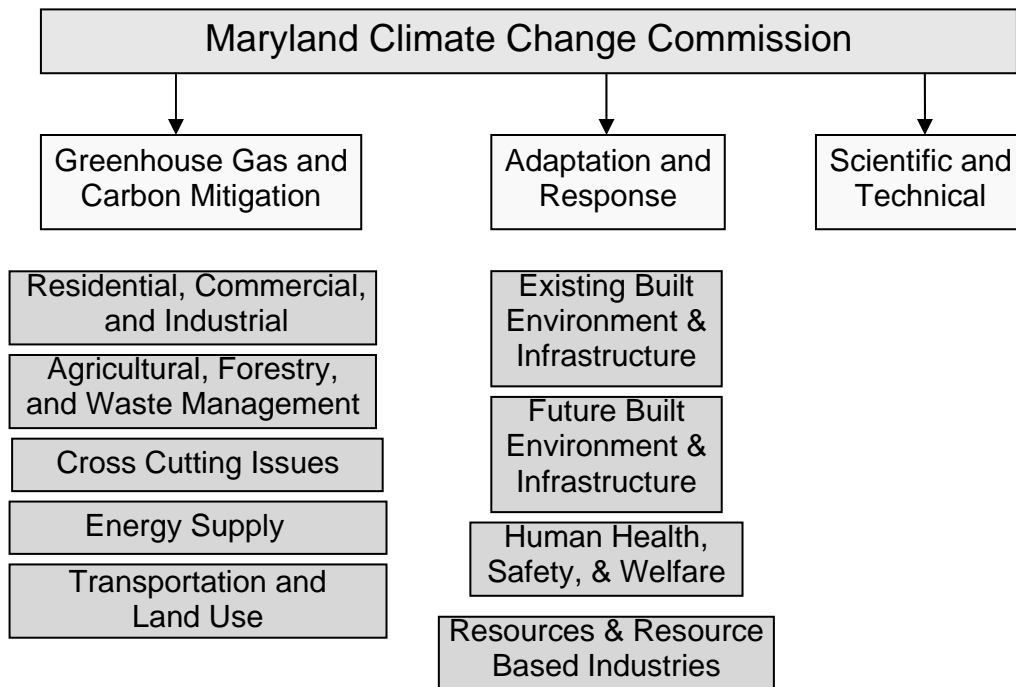 Maryland Climate Change Commission
Greenhouse Gas and
Carbon Mitigation
Adaptation and
Response
Scientific and
Technical
Residential, Commercial,
and Industrial
Agricultural, Forestry,
and Waste Management
Cross Cutting Issues
Energy Supply
Transportation and
Land Use
Existing Built
Environment &
Infrastructure
Future Built
Environment &
Infrastructure
Human Health,
Safety, & Welfare
Resources & Resource
Based Industries